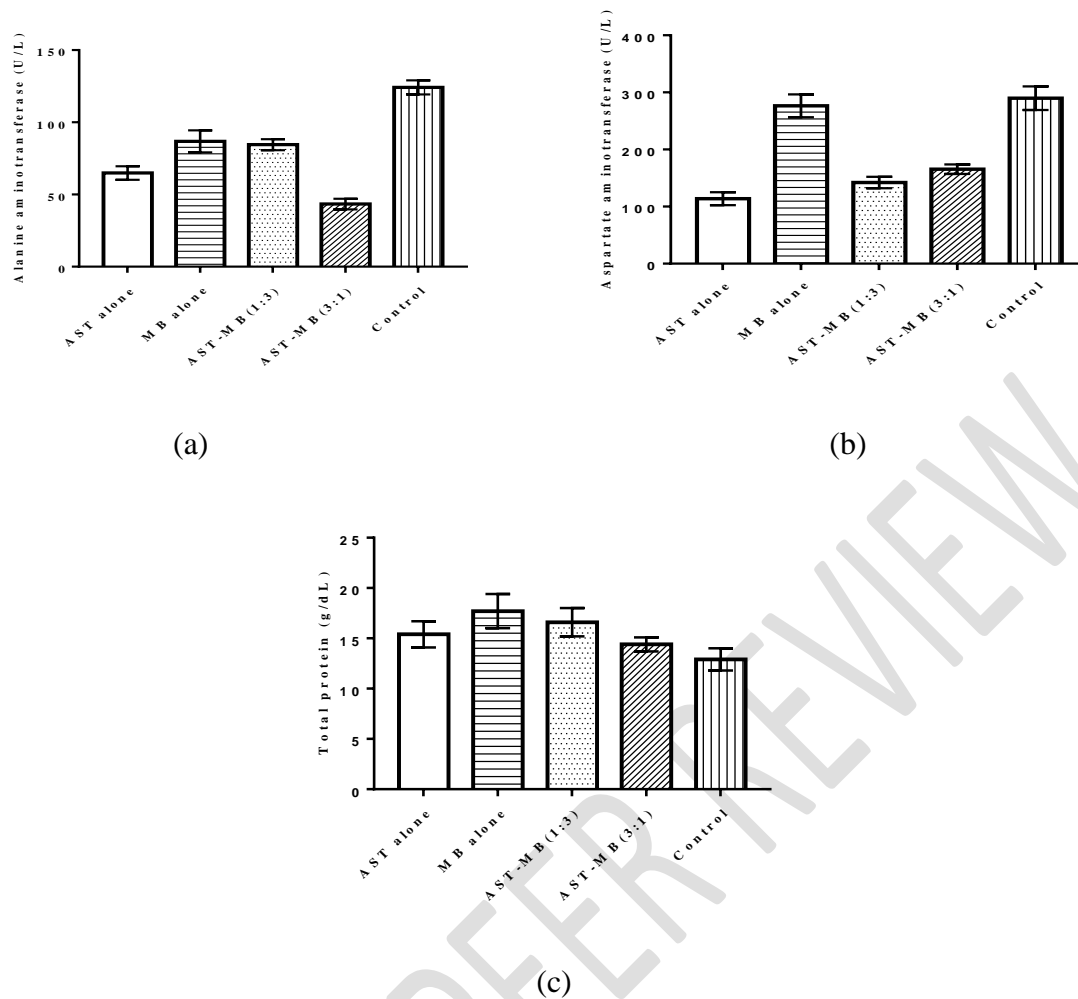 Alanine aminotransferase (U/L)
150
100
50
0
AST alone
MB alone
AST-MB(1:3)
AST-MB(3:1)
Control
(a)
Aspartate aminotransferase (U/L)
400
300
200
100
0
AST alone
MB alone
AST-MB(1:3)
AST-MB(3:1)
Control
(b)
Total protein (g/dL)
25
20
15
10
5
0
AST alone
MB alone
AST-MB(1:3)
AST-MB(3:1)
Control
(c)
PEER REVIEW